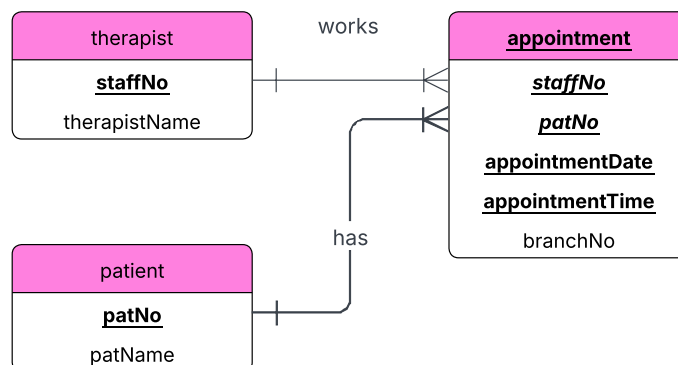 therapist
staffNo
therapistName
works
appointment
staffNo
patNo
appointmentDate
appointmentTime
branchNo
has
patient
patNo
patName